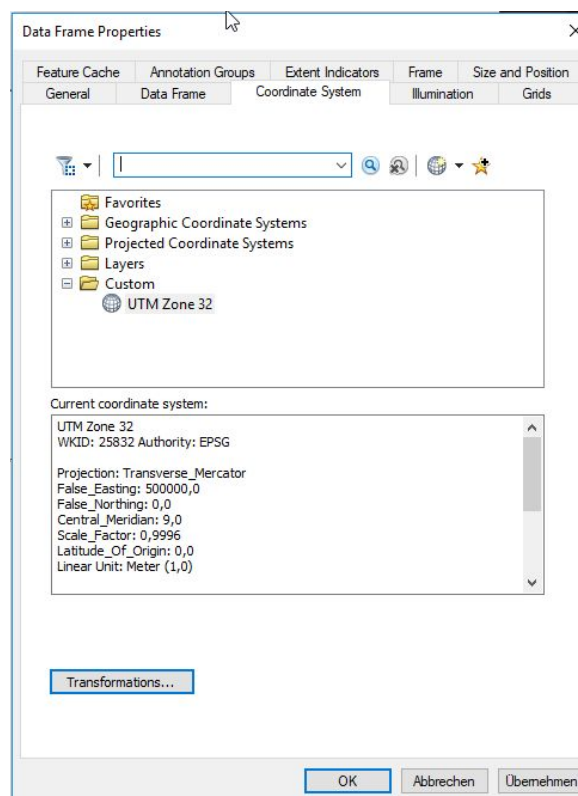 Data Frame Properties
Feature Cache Annotation Groups Extent Indicators Frame Size and Position
General Data Frame Coordinate System Illumination Grids
Favorites
Geographic Coordinate Systems
Projected Coordinate Systems
Layers
Custom
UTM Zone 32
Current coordinate system:
UTM Zone 32
WKID: 25832 Authority: EPSG
Projection: Transverse_Mercator
False_Easting: 500000,0
False_Northing: 0,0
Central_Meridian: 9,0
Scale_Factor: 0,9996
Latitude_Of_Origin: 0,0
Linear Unit: Meter (1,0)
Transformations...
OK Abbrechen Übernehmen